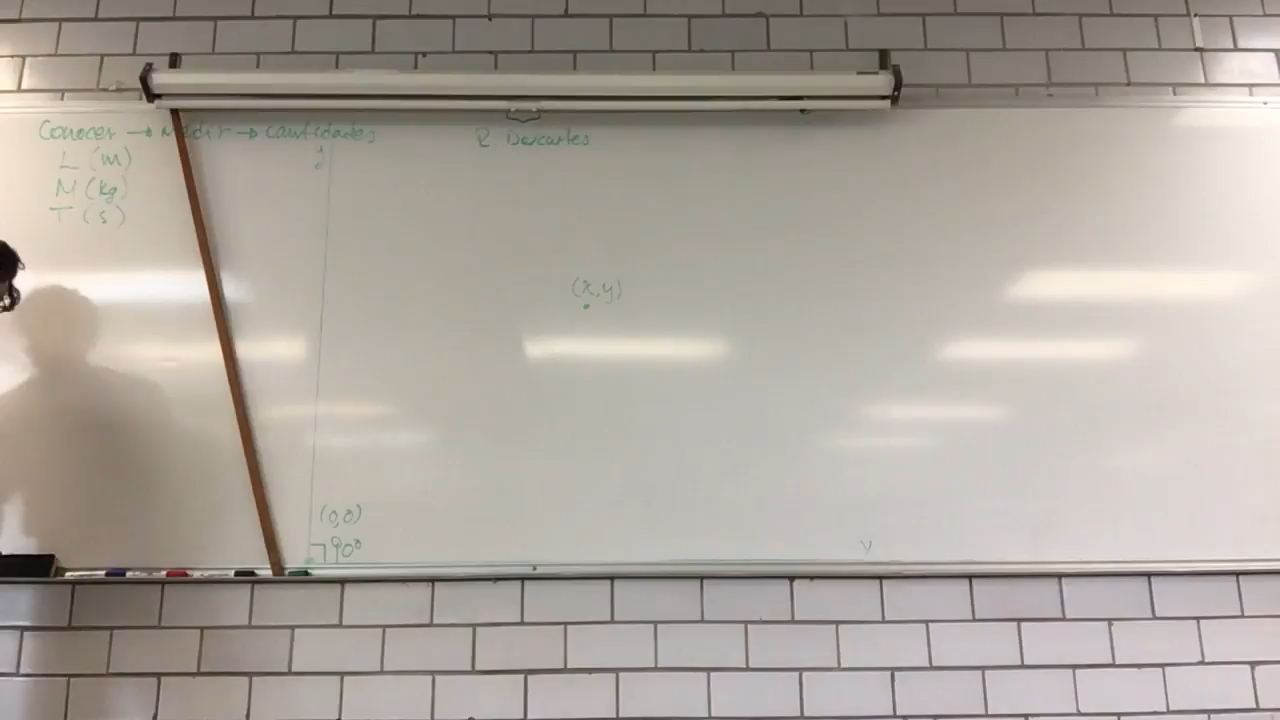 Conocer → Medir → cantidades
R. Descartes
L (m)
M (kg)
T (s)
y
(x,y)
(0,0)
90°